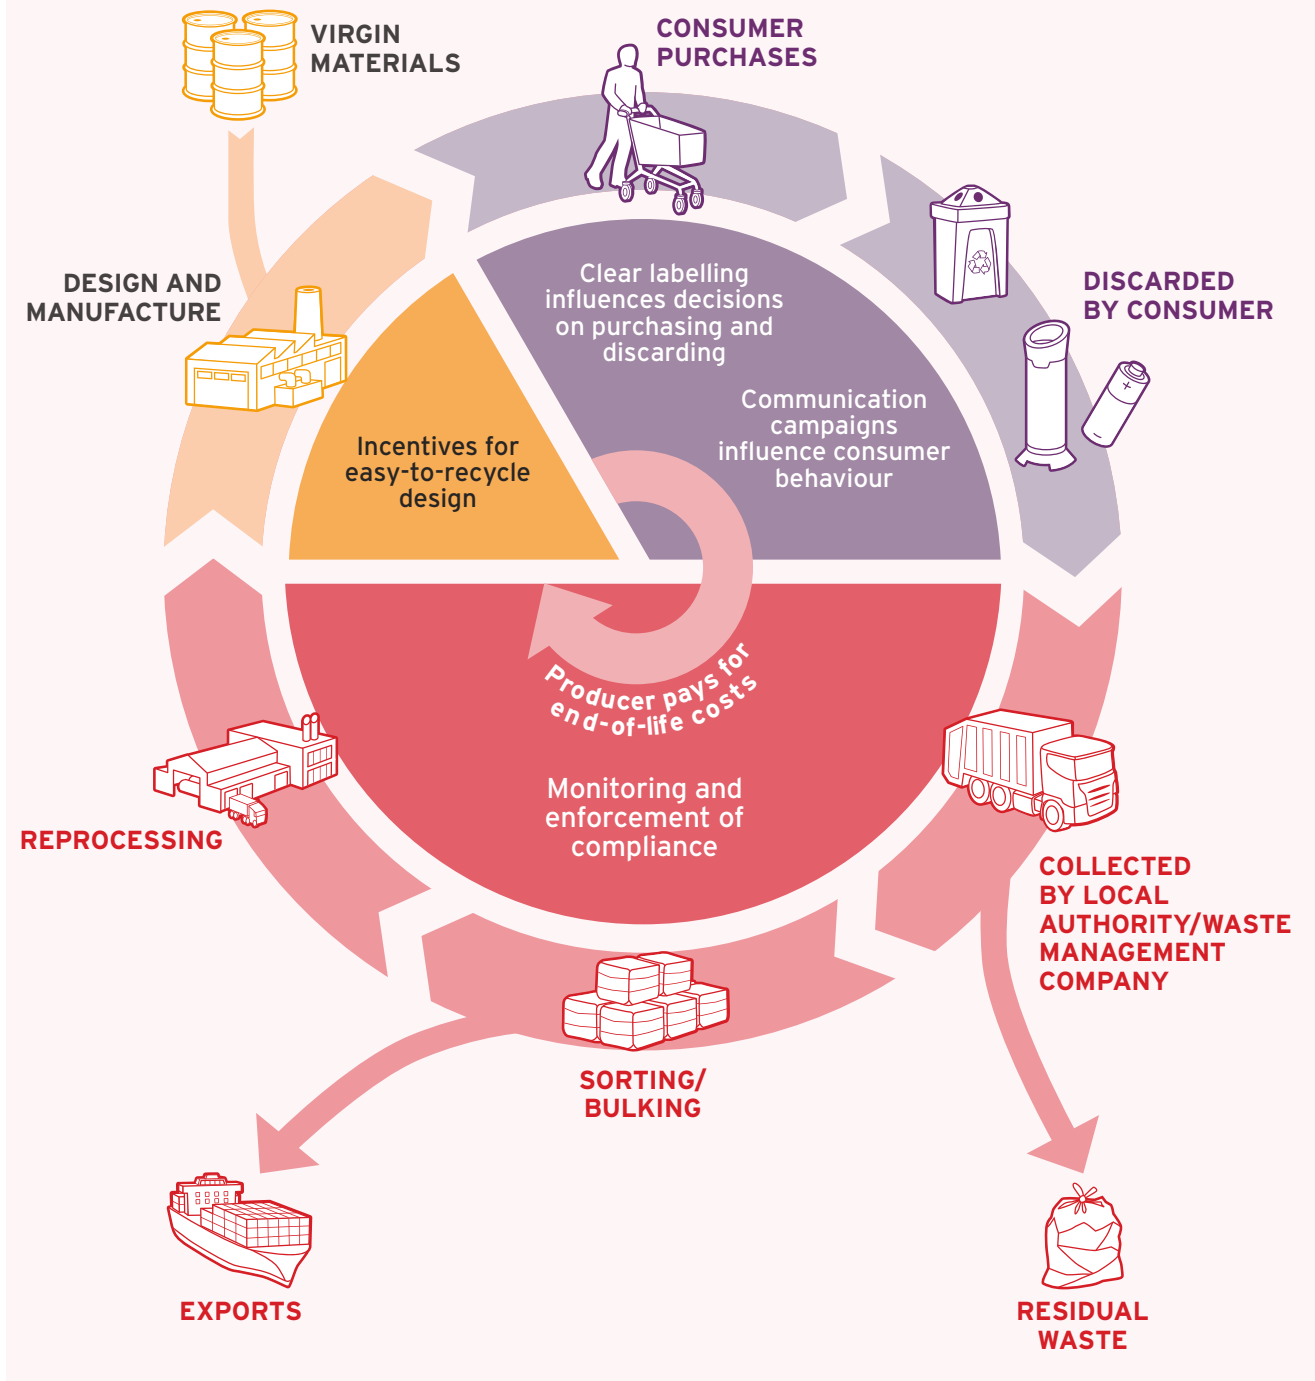 VIRGIN
MATERIALS
CONSUMER
PURCHASES
DESIGN AND
MANUFACTURE
DISCARDED
BY CONSUMER
Clear labelling
influences decisions
on purchasing and
discarding
Communication
campaigns
influence consumer
behaviour
Incentives for
easy-to-recycle
design
Producer pays for
end-of-life costs
Monitoring and
enforcement of
compliance
REPROCESSING
COLLECTED
BY LOCAL
AUTHORITY/WASTE
MANAGEMENT
COMPANY
SORTING/
BULKING
EXPORTS
RESIDUAL
WASTE